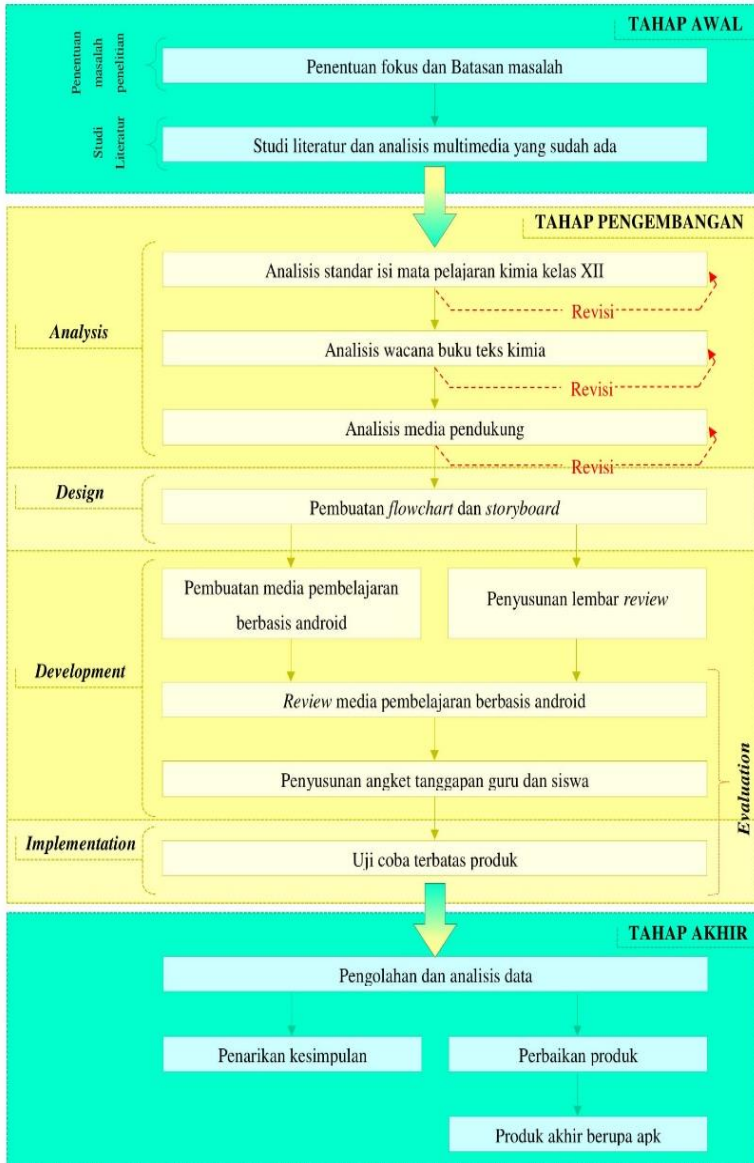 TAHAP AWAL
Penentuan
masalah
penelitian
Penentuan fokus dan Batasan masalah
Studi
Literatur
Studi literatur dan analisis multimedia yang sudah ada
TAHAP PENGEMBANGAN
Analysis
Analisis standar isi mata pelajaran kimia kelas XII
Revisi
Analisis wacana buku teks kimia
Revisi
Analisis media pendukung
Revisi
Design
Pembuatan flowchart dan storyboard
Development
Pembuatan media pembelajaran
berbasis android
Penyusunan lembar review
Review media pembelajaran berbasis android
Penyusunan angket tanggapan guru dan siswa
Evaluation
Implementation
Uji coba terbatas produk
TAHAP AKHIR
Pengolahan dan analisis data
Penarikan kesimpulan
Perbaikan produk
Produk akhir berupa apk